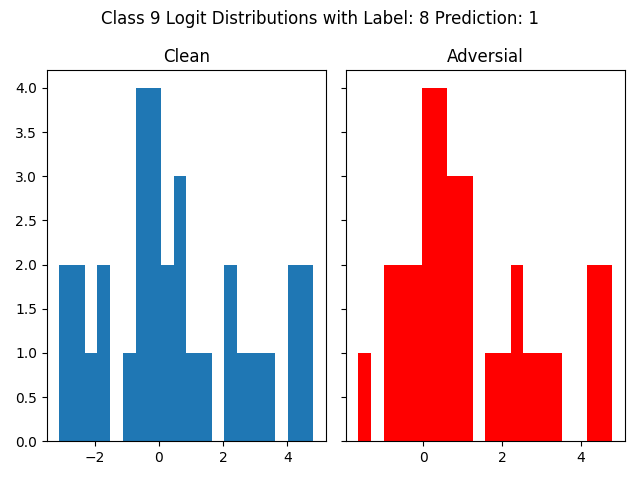 Class 9 Logit Distributions with Label: 8 Prediction: 1
Clean
Adversial
4.0
3.5
3.0
2.5
2.0
1.5
1.0
0.5
0.0
−2 0 2 4
0 2 4